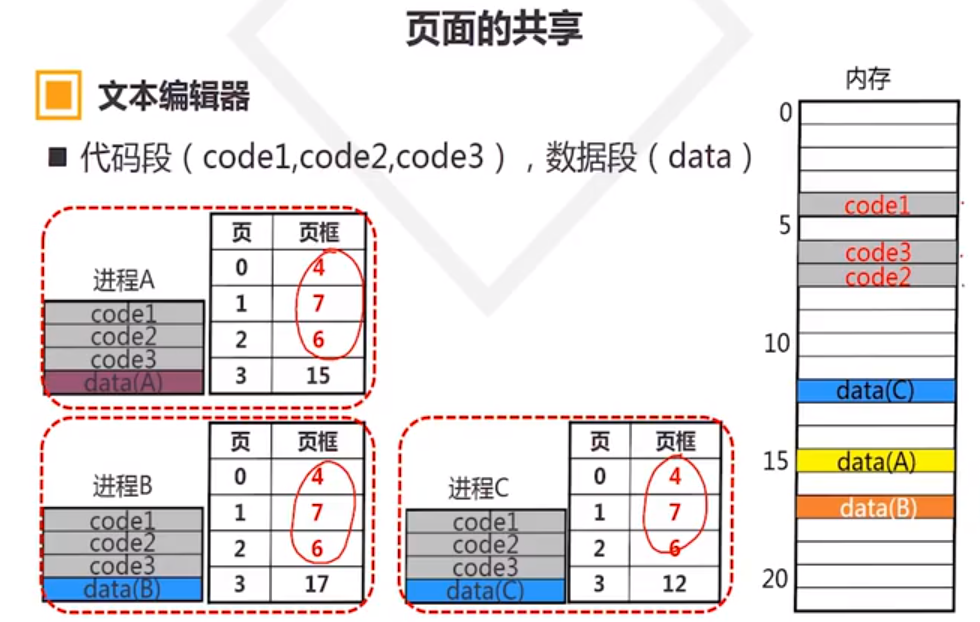 页面的共享
文本编辑器
代码段（code1,code2,code3），数据段（data）
进程A
code1
code2
code3
data(A)
页 页框
0 4
1 7
2 6
3 15
进程B
code1
code2
code3
data(B)
页 页框
0 4
1 7
2 6
3 17
进程C
code1
code2
code3
data(C)
页 页框
0 4
1 7
2 6
3 12
内存
0
code1
5
code3
code2
10
data(C)
15 data(A)
data(B)
20